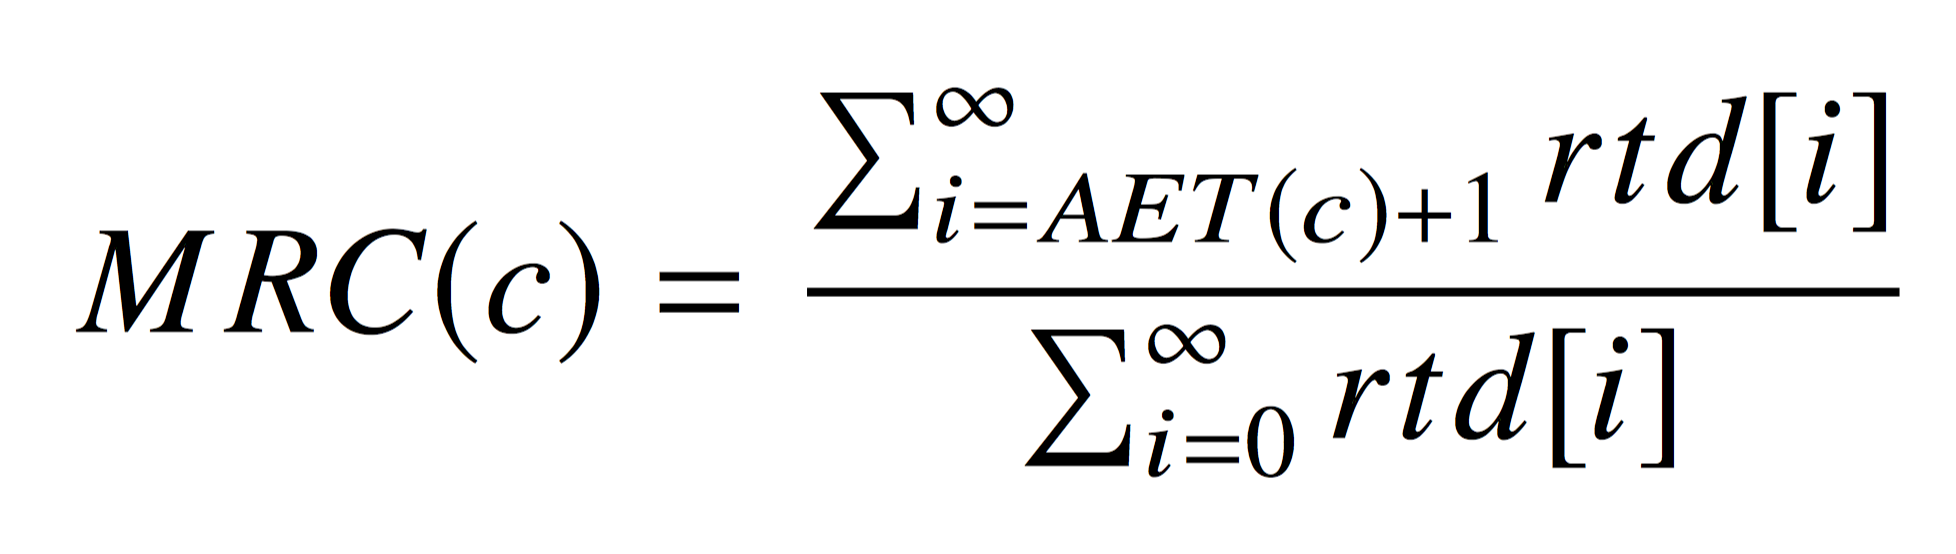 MRC(c) = \frac{\sum_{i=AET(c)+1}^{\infty} rtd[i]}{\sum_{i=0}^{\infty} rtd[i]}